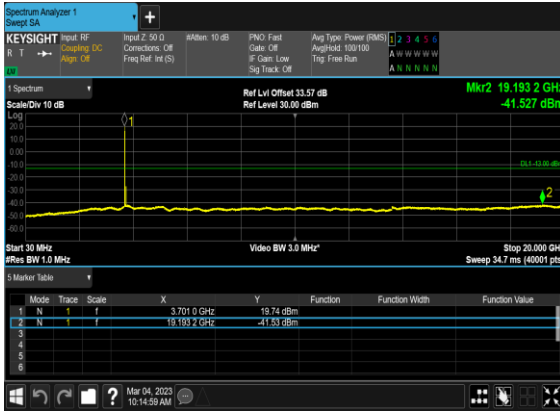 Spectrum Analyzer 1
Swept SA
+
KEYSIGHT Input: RF Input Z: 50 Ω #Atten: 10 dB PNO: Fast Avg Type: Power (RMS) 1 2 3 4 5 6
R T Coupling: DC Corrections: Off Gate: Off Avg|Hold: 100/100 A W W W W W
Align: Off Freq Ref: Int (S) IF Gain: Low Trig: Free Run
Sig Track: Off A N N N N N
1 Spectrum Ref Lvl Offset 33.57 dB Mkr2 19.193 2 GHz
Scale/Div 10 dB Ref Level 30.00 dBm -41.527 dBm
Log
1
20.0
10.0
0.00
-10.0
DL1 -13.00 dBm
-20.0
-30.0
2
-40.0
-50.0
-60.0
Start 30 MHz Video BW 3.0 MHz* Stop 20.000 GHz
#Res BW 1.0 MHz Sweep 34.7 ms (40001 pts)
5 Marker Table
Mode Trace Scale X Y Function Function Width Function Value
1 N 1 f 3.701 0 GHz 19.74 dBm
2 N 1 f 19.193 2 GHz -41.53 dBm
3
4
5
6
? Mar 04, 2023
10:14:59 AM